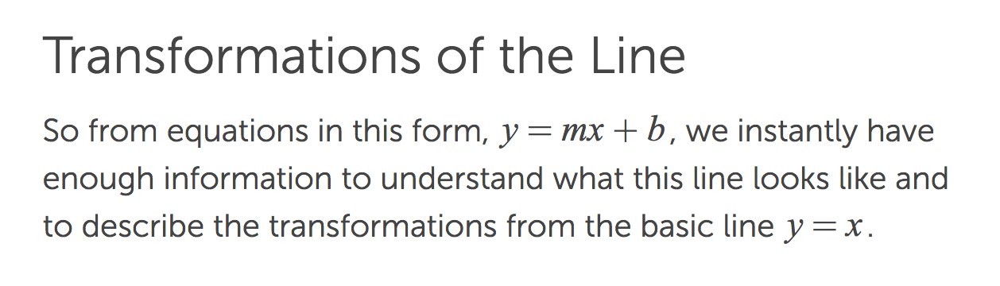 Transformations of the Line
So from equations in this form, y = mx + b, we instantly have
enough information to understand what this line looks like and
to describe the transformations from the basic line y = x.